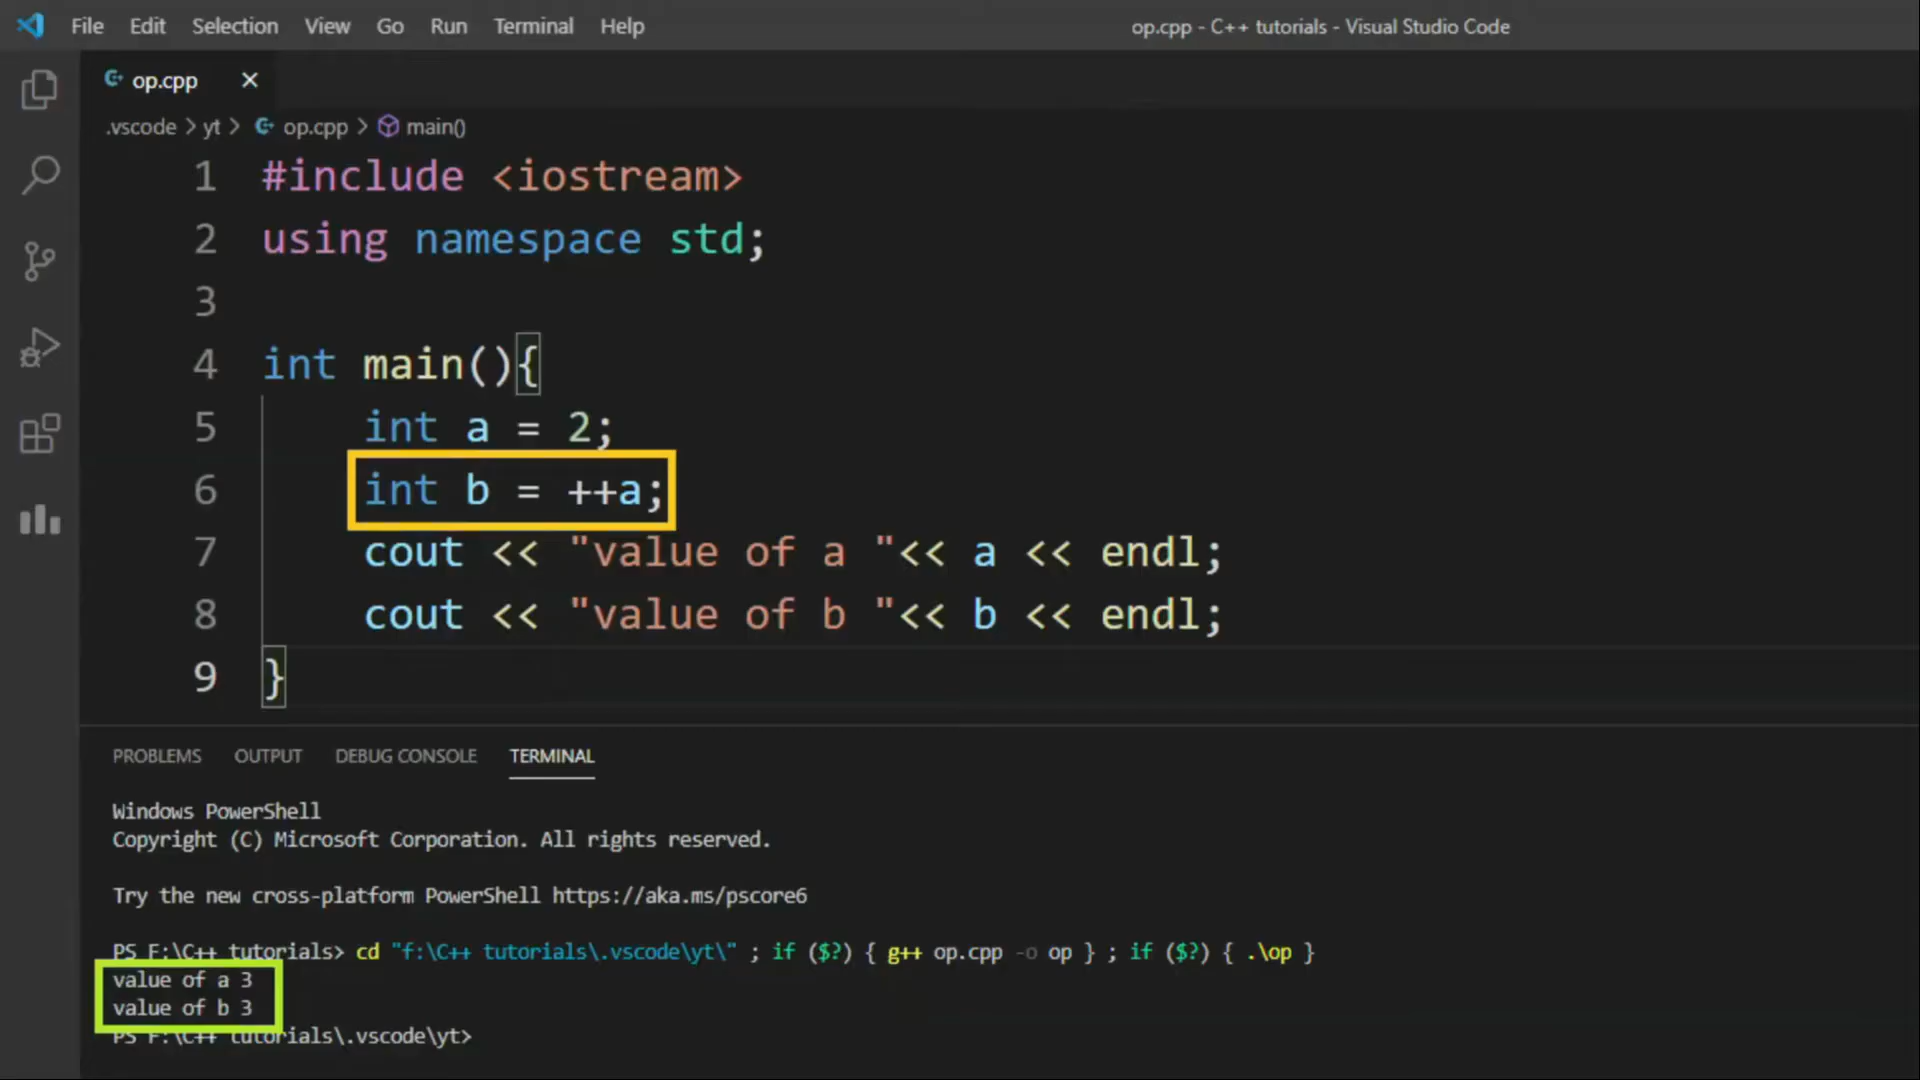 File Edit Selection View Go Run Terminal Help op.cpp - C++ tutorials - Visual Studio Code
op.cpp
.vscode > yt > op.cpp > main()
1 #include <iostream>
2 using namespace std;
3
4 int main(){
5 int a = 2;
6 int b = ++a;
7 cout << "value of a "<< a << endl;
8 cout << "value of b "<< b << endl;
9 }
PROBLEMS OUTPUT DEBUG CONSOLE TERMINAL
Windows PowerShell
Copyright (C) Microsoft Corporation. All rights reserved.
Try the new cross-platform PowerShell https://aka.ms/pscore6
PS F:\C++ tutorials> cd "f:\C++ tutorials\.vscode\yt\" ; if ($?) { g++ op.cpp -o op } ; if ($?) { .\op }
value of a 3
value of b 3
PS F:\C++ tutorials\.vscode\yt>